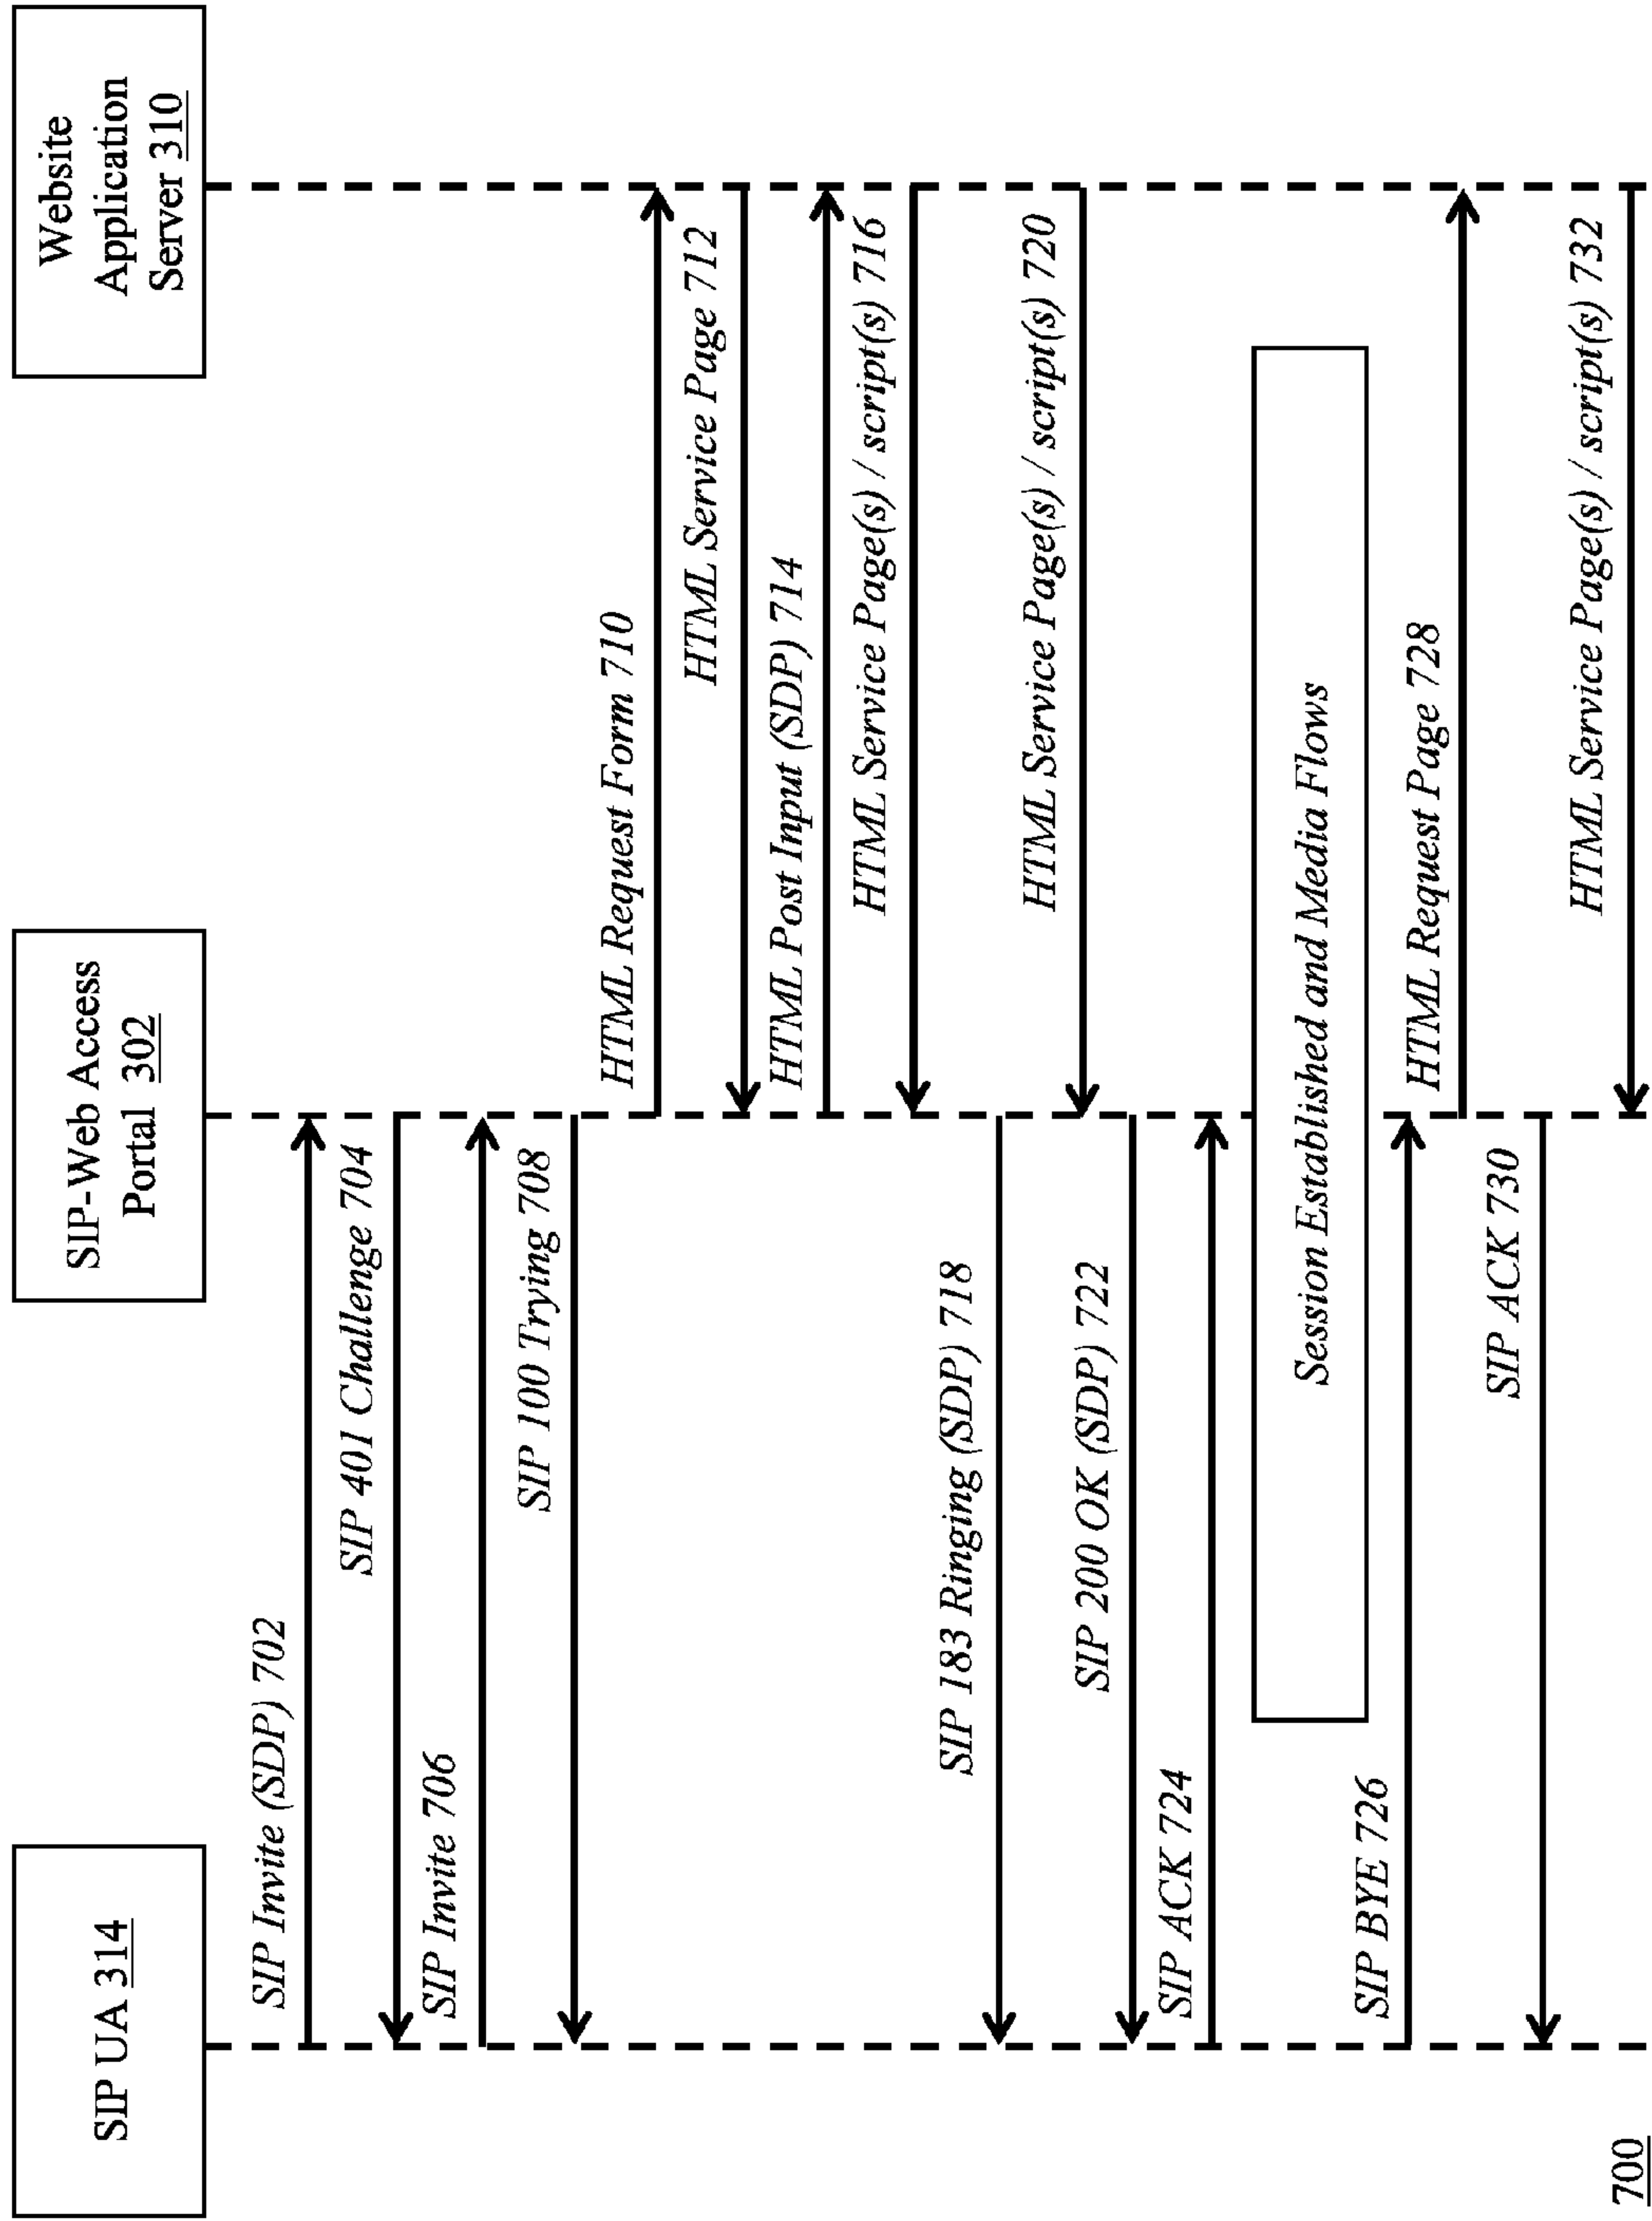 SIP UA 314
SIP-Web Access
Portal 302
Website
Application
Server 310
SIP Invite (SDP) 702
SIP 401 Challenge 704
SIP Invite 706
SIP 100 Trying 708
HTML Request Form 710
HTML Service Page 712
HTML Post Input (SDP) 714
HTML Service Page(s) / script(s) 716
SIP 183 Ringing (SDP) 718
HTML Service Page(s) / script(s) 720
SIP 200 OK (SDP) 722
SIP ACK 724
Session Established and Media Flows
SIP BYE 726
HTML Request Page 728
SIP ACK 730
HTML Service Page(s) / script(s) 732
700